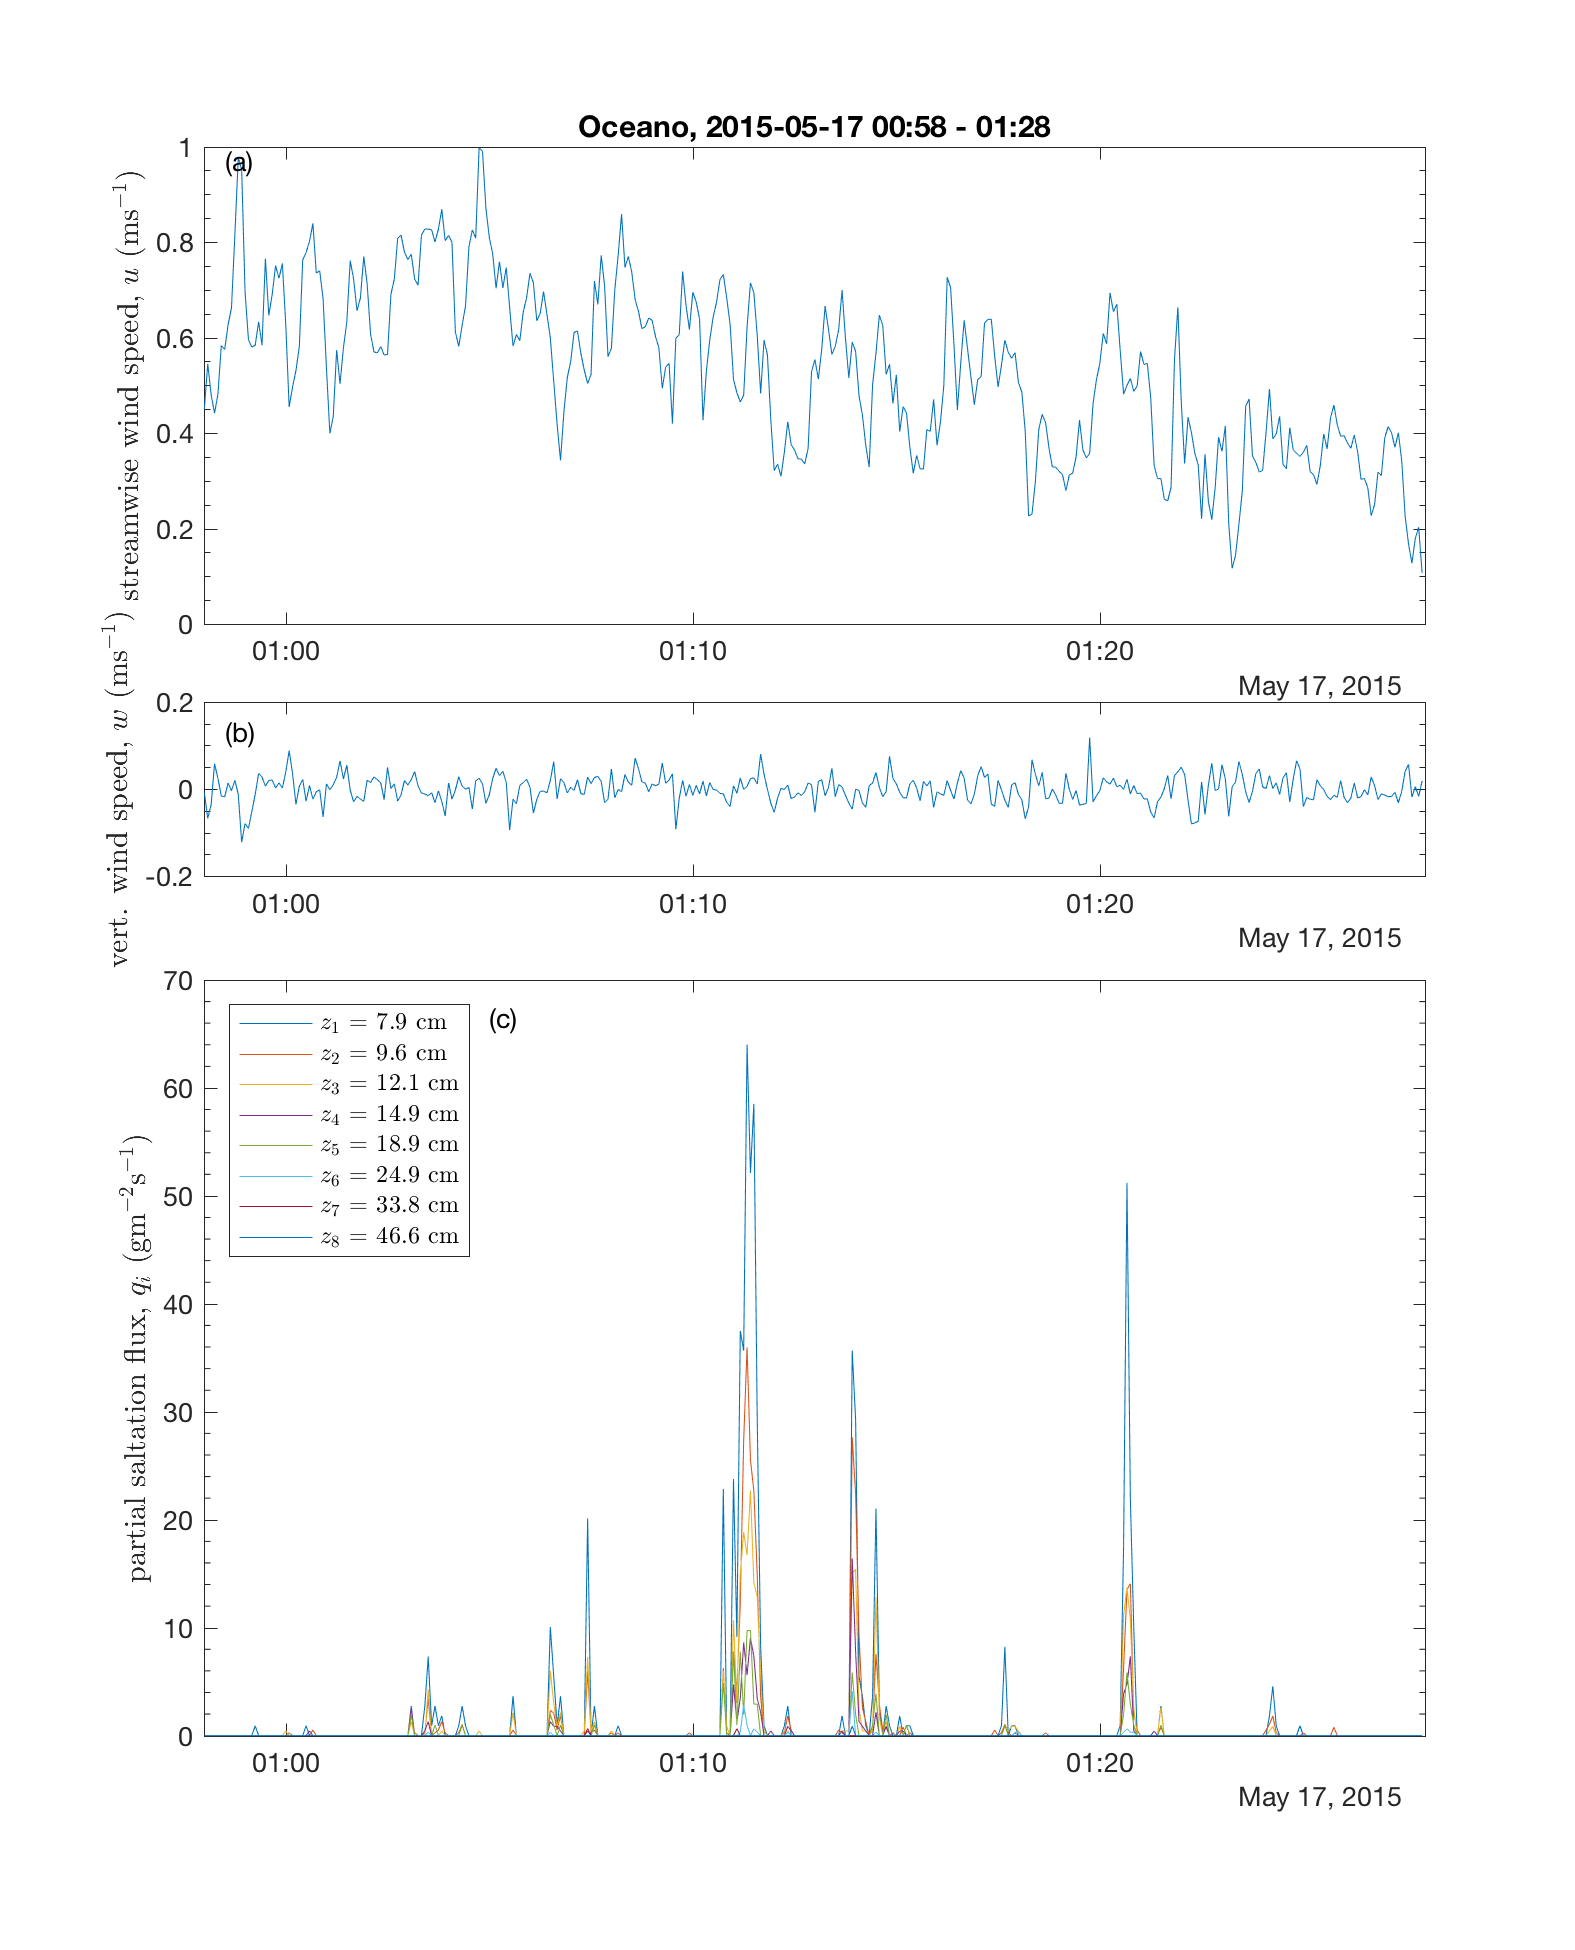 Oceano, 2015-05-17 00:58 - 01:28
(a)
streamwise wind speed, u (ms⁻¹)
1
0.8
0.6
0.4
0.2
0
01:00 01:10 01:20
May 17, 2015
(b)
vert. wind speed, w (ms⁻¹)
0.2
0
-0.2
01:00 01:10 01:20
May 17, 2015
(c)
partial saltation flux, qᵢ (gm⁻²s⁻¹)
70
60
50
40
30
20
10
0
z₁ = 7.9 cm
z₂ = 9.6 cm
z₃ = 12.1 cm
z₄ = 14.9 cm
z₅ = 18.9 cm
z₆ = 24.9 cm
z₇ = 33.8 cm
z₈ = 46.6 cm
01:00 01:10 01:20
May 17, 2015